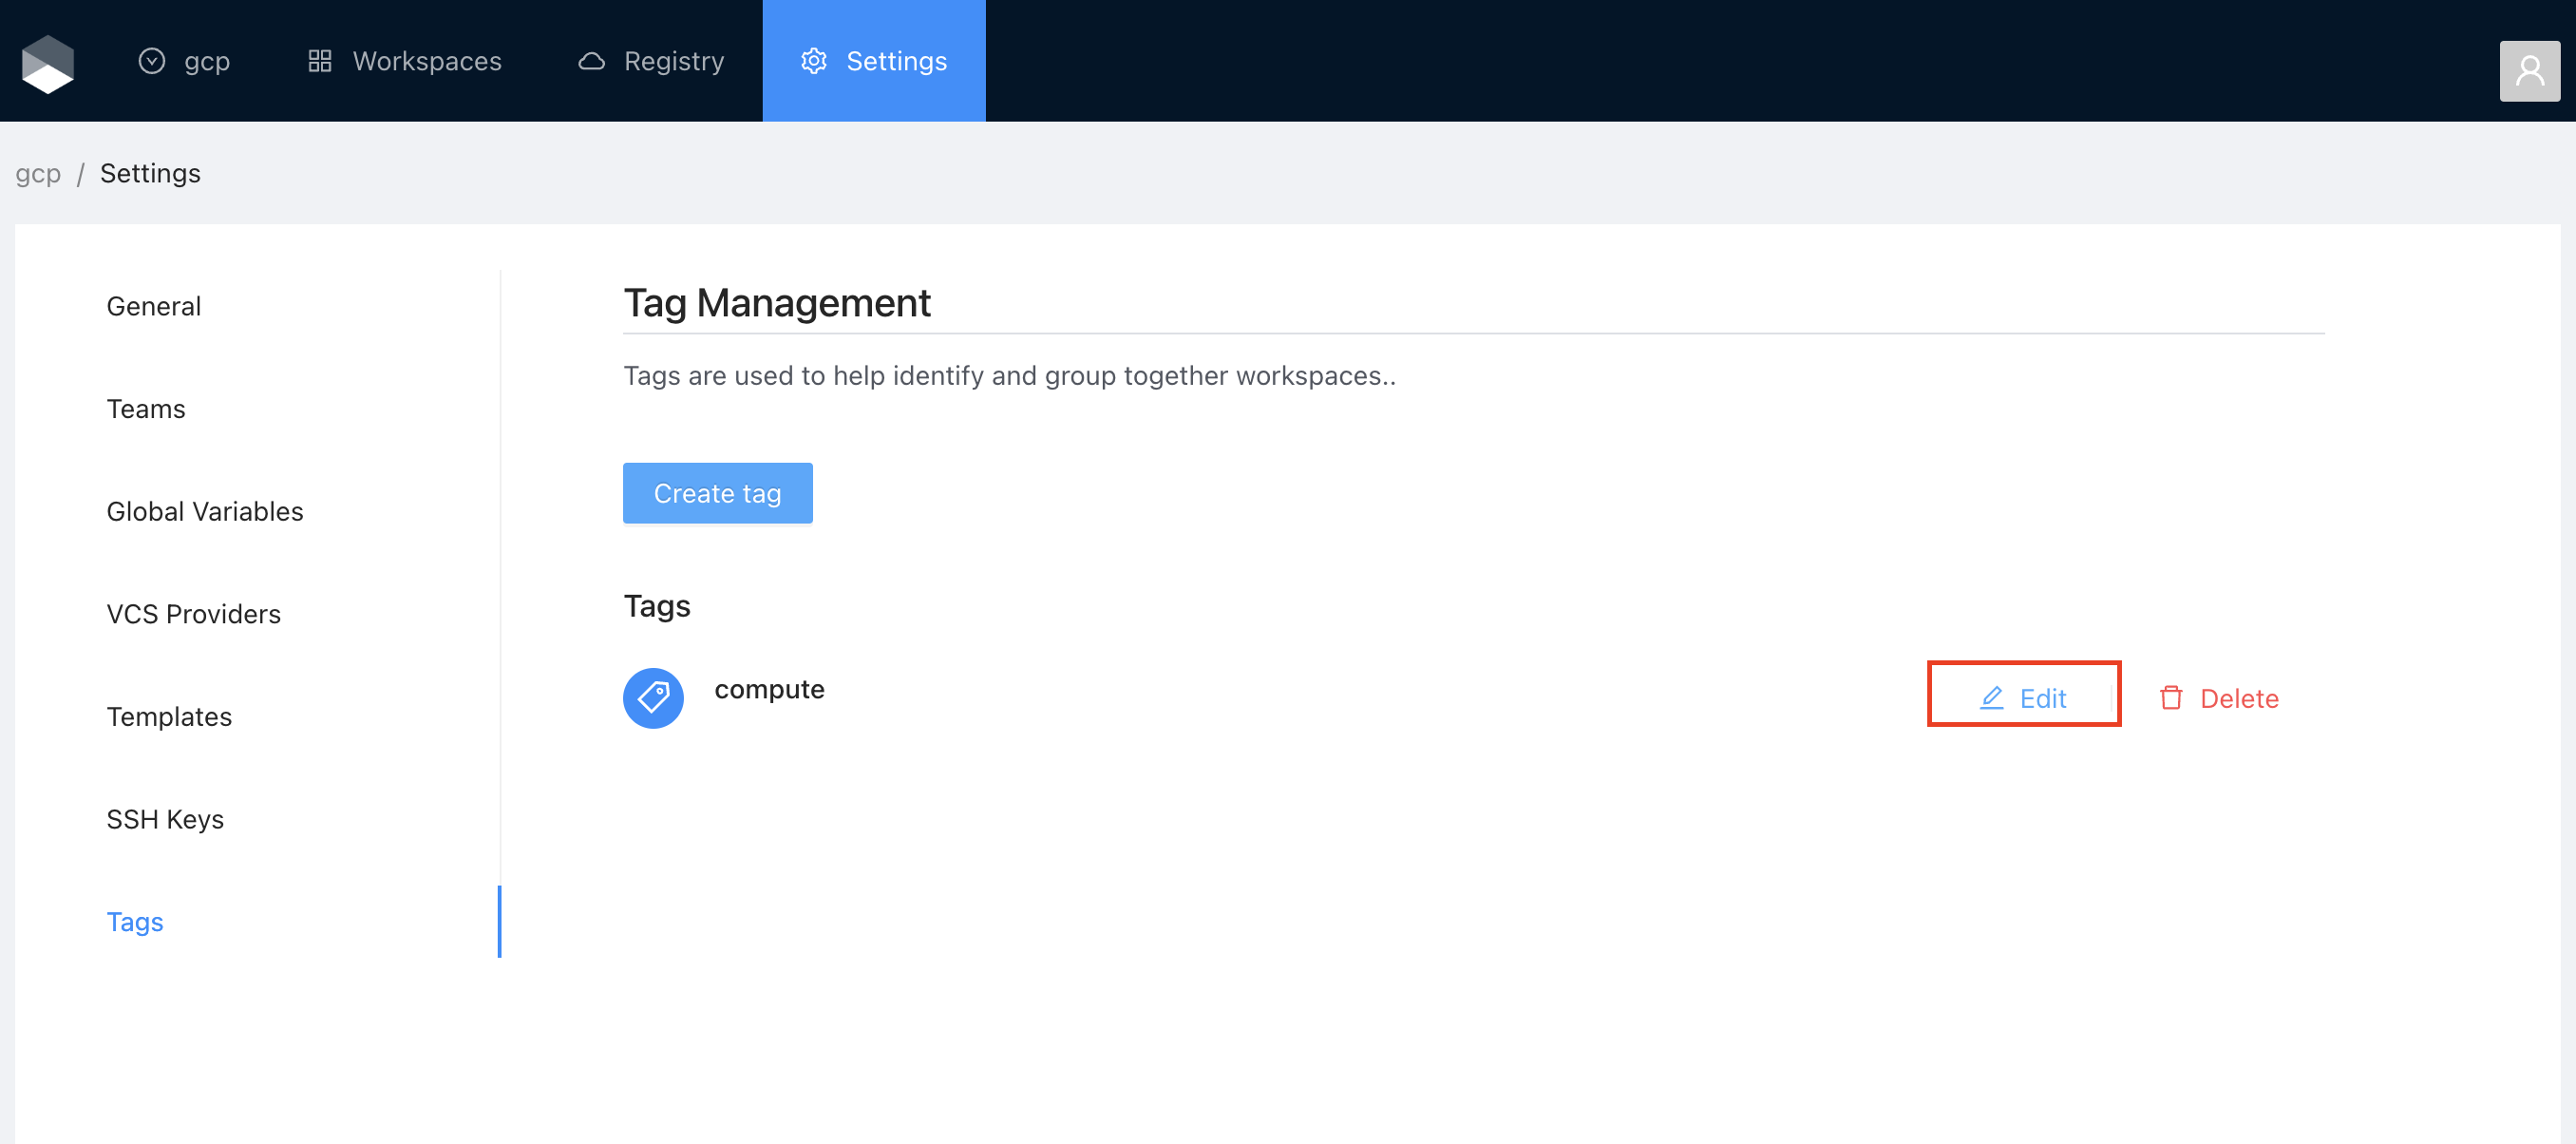 gcp Workspaces Registry Settings
gcp / Settings
General
Teams
Global Variables
VCS Providers
Templates
SSH Keys
Tags
Tag Management
Tags are used to help identify and group together workspaces..
Create tag
Tags
compute Edit Delete